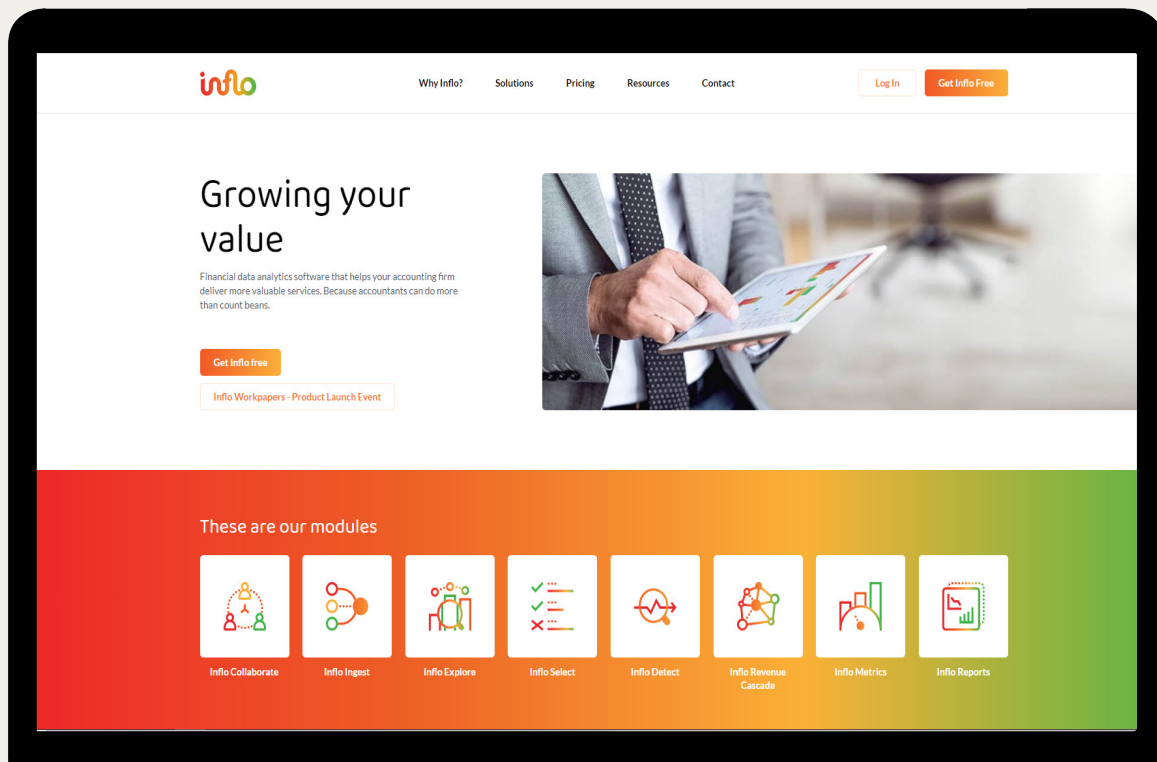 inflo
Why Inflo?
Solutions
Pricing
Resources
Contact
Log In
Get Inflo Free
Growing your
value
Financial data analytics software that helps your accounting firm
deliver more valuable services. Because accountants can do more
than count beans.
Get Inflo free
Inflo Workpapers - Product Launch Event
These are our modules
Inflo Collaborate
Inflo Ingest
Inflo Explore
Inflo Select
Inflo Detect
Inflo Revenue
Cascade
Inflo Metrics
Inflo Reports